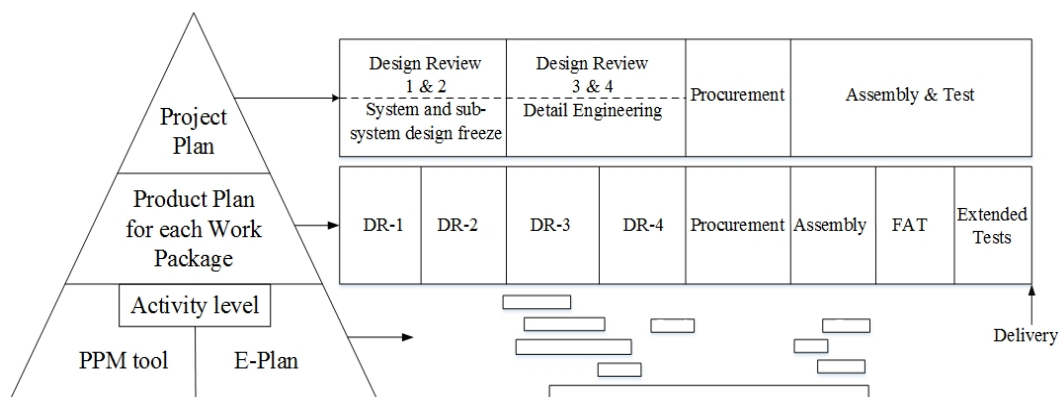 Project
Plan
Product Plan
for each Work
Package
Activity level
PPM tool
E-Plan
Design Review
1 & 2
System and sub-
system design freeze
Design Review
3 & 4
Detail Engineering
Procurement
Assembly & Test
DR-1
DR-2
DR-3
DR-4
Procurement
Assembly
FAT
Extended
Tests
Delivery